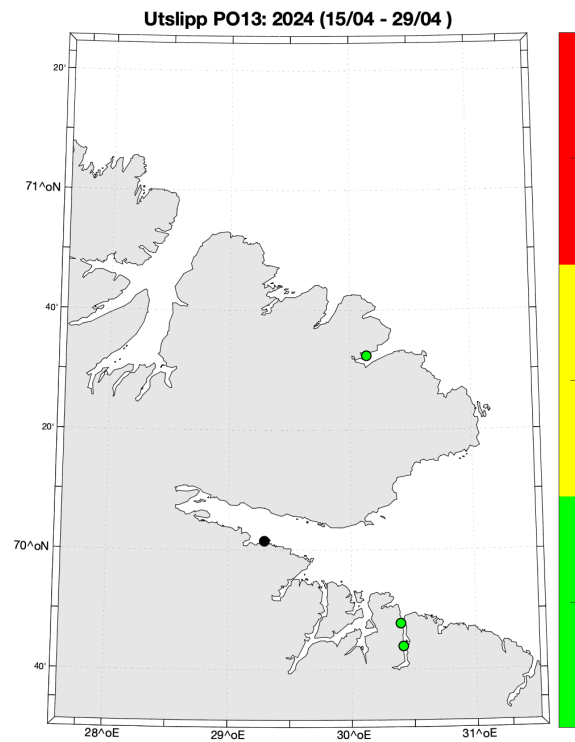 Utslipp PO13: 2024 (15/04 - 29/04 )
20'
71^oN
40'
20'
70^oN
40'
28^oE 29^oE 30^oE 31^oE